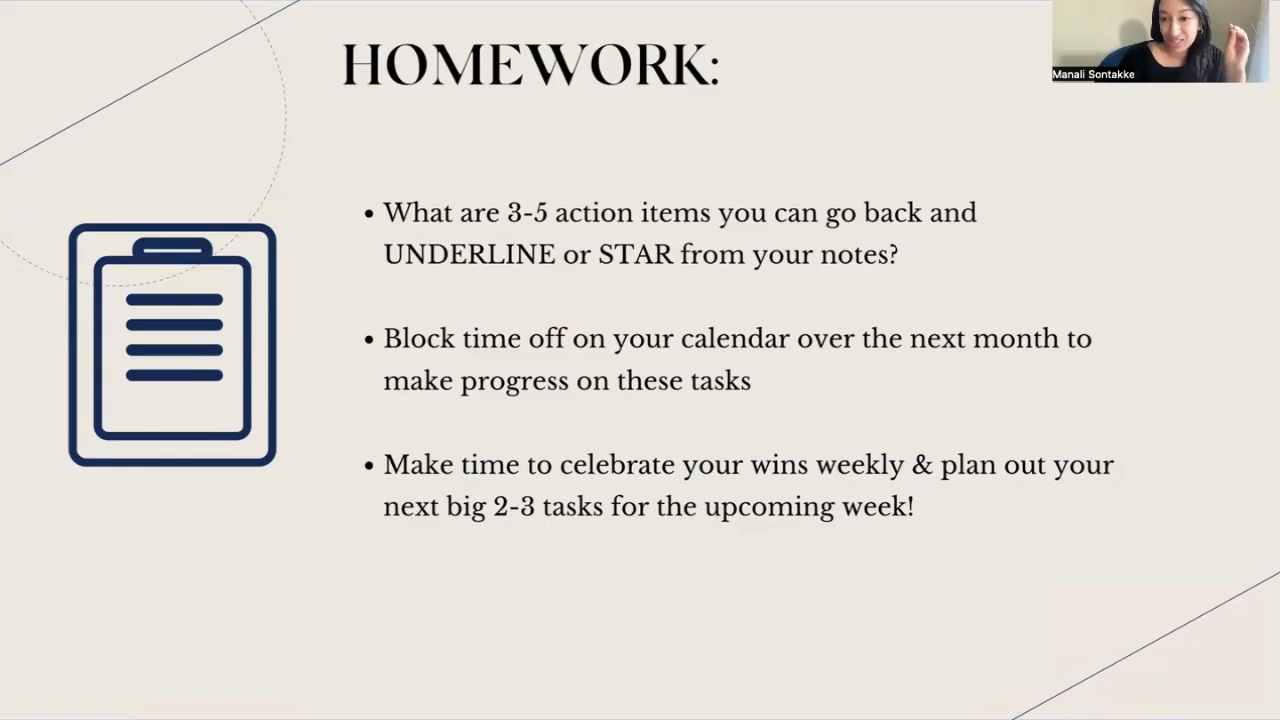 HOMEWORK:
Manali Sontakke
• What are 3-5 action items you can go back and
UNDERLINE or STAR from your notes?
• Block time off on your calendar over the next month to
make progress on these tasks
• Make time to celebrate your wins weekly & plan out your
next big 2-3 tasks for the upcoming week!